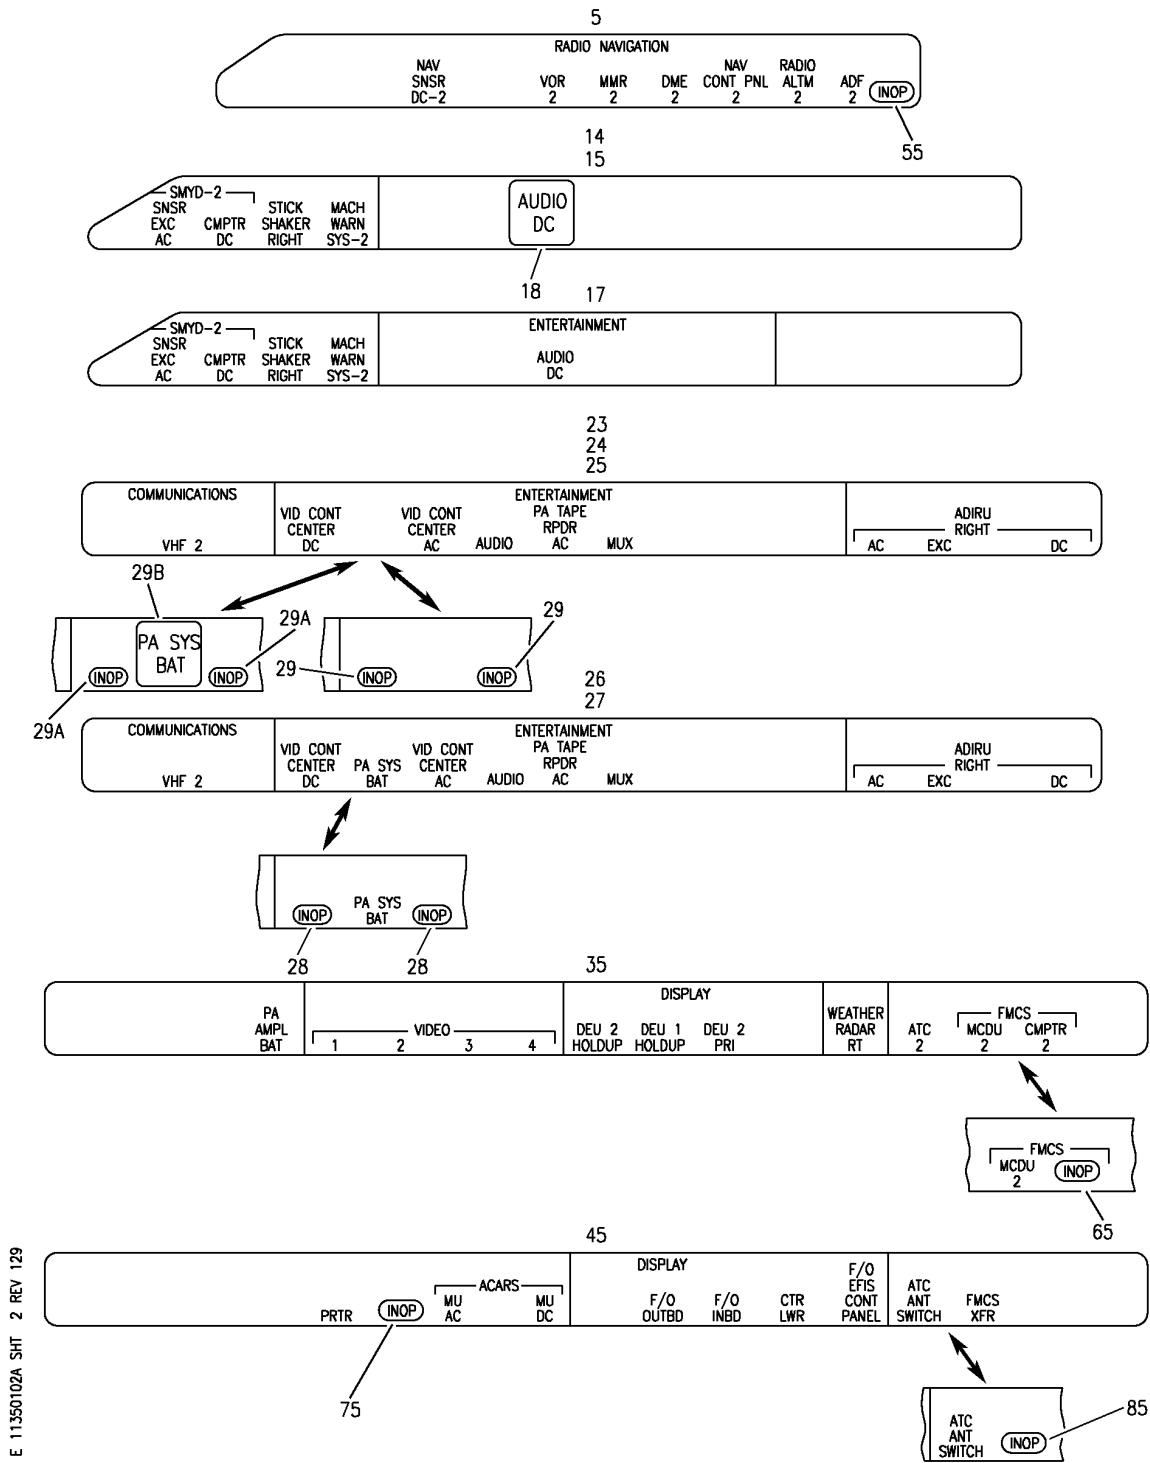 5
RADIO NAVIGATION
NAV SNSR DC-2
VOR 2
MMR 2
DME 2
NAV CONT PNL 2
RADIO ALTM 2
ADF 2
INOP
55
14
15
SMYD-2
SNSR EXC AC
CMPTR DC
STICK SHAKER RIGHT
MACH WARN SYS-2
AUDIO DC
18
17
SMYD-2
SNSR EXC AC
CMPTR DC
STICK SHAKER RIGHT
MACH WARN SYS-2
ENTERTAINMENT
AUDIO DC
23
24
25
COMMUNICATIONS
VHF 2
ENTERTAINMENT
VID CONT CENTER DC
VID CONT CENTER AC
AUDIO
PA TAPE RPDR AC
MUX
ADIRU RIGHT
AC
EXC
DC
29B
PA SYS BAT
INOP
INOP
29A
29A
29
INOP
INOP
29
26
27
COMMUNICATIONS
VHF 2
ENTERTAINMENT
VID CONT CENTER DC
PA SYS BAT
VID CONT CENTER AC
AUDIO
PA TAPE RPDR AC
MUX
ADIRU RIGHT
AC
EXC
DC
INOP
PA SYS BAT
INOP
28
28
35
PA AMPL BAT
VIDEO
1 2 3 4
DISPLAY
DEU 2 HOLDUP
DEU 1 HOLDUP
DEU 2 PRI
WEATHER RADAR RT
ATC 2
FMCS
MCDU 2
CMPTR 2
FMCS
MCDU 2
INOP
65
45
PRTR
INOP
ACARS
MU AC
MU DC
DISPLAY
F/O OUTBD
F/O INBD
CTR LWR
F/O EFIS CONT PANEL
ATC ANT SWITCH
FMCS XFR
75
ATC ANT SWITCH
INOP
85
E 11350102A SHT 2 REV 129